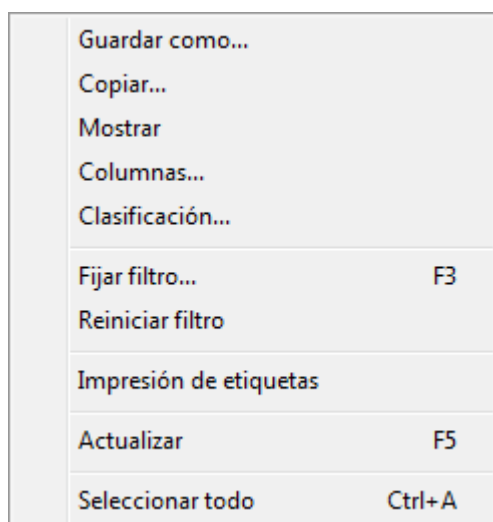 Guardar como...
Copiar...
Mostrar
Columnas...
Clasificación...
Fijar filtro... F3
Reiniciar filtro
Impresión de etiquetas
Actualizar F5
Seleccionar todo Ctrl+A